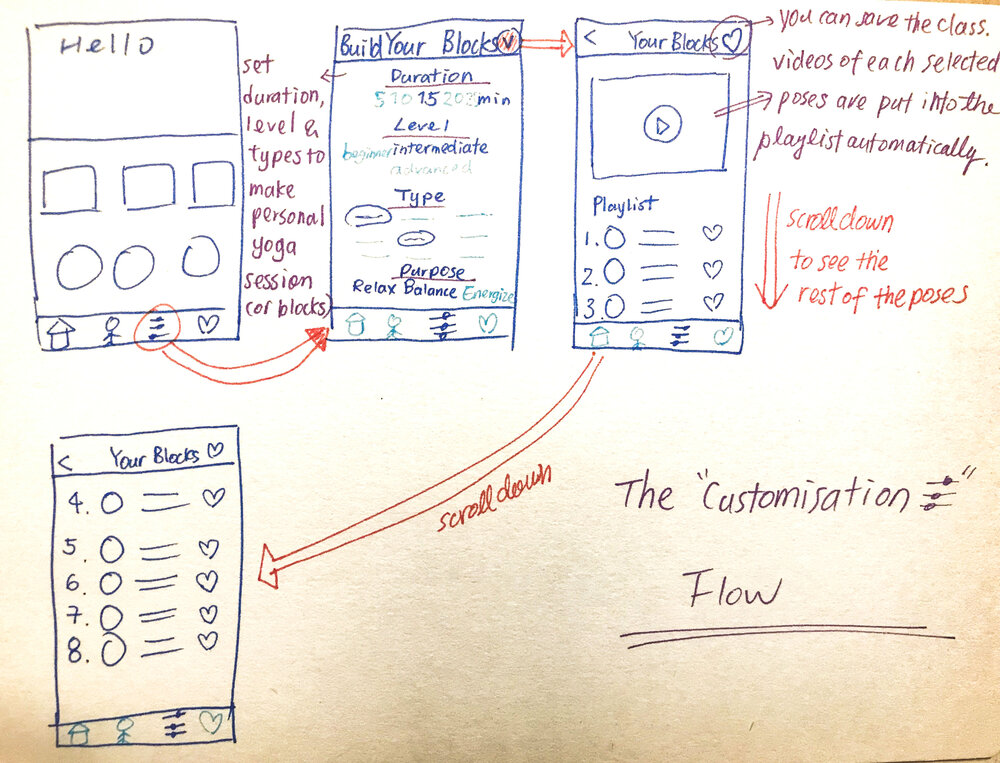 Hello
set
duration,
level &
types to
make
personal
yoga
session
(or blocks)
Build Your Blocks
Duration
5 10 15 20 min
Level
beginner intermediate
advanced
Type
Purpose
Relax Balance Energize
< Your Blocks
Playlist
1.
2.
3.
you can save the class.
videos of each selected
poses are put into the
playlist automatically.
scroll down
to see the
rest of the poses
< Your Blocks
4.
5.
6.
7.
8.
scroll down
The "Customisation"
Flow